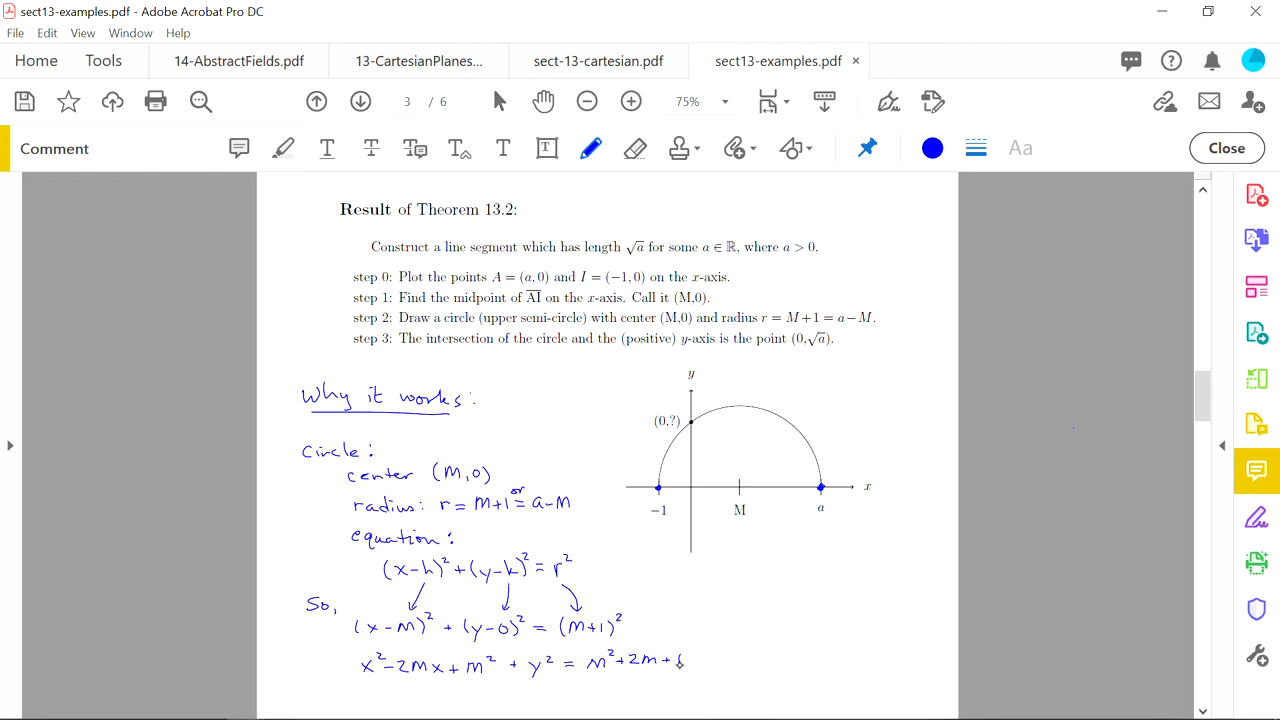 sect13-examples.pdf - Adobe Acrobat Pro DC
File Edit View Window Help
Home Tools 14-AbstractFields.pdf 13-CartesianPlanes... sect-13-cartesian.pdf sect13-examples.pdf ×
3 / 6 75%
Comment Aa Close
Result of Theorem 13.2:
Construct a line segment which has length √a for some a ∈ ℝ, where a > 0.
step 0: Plot the points A = (a, 0) and I = (−1, 0) on the x-axis.
step 1: Find the midpoint of A̅I̅ on the x-axis. Call it (M,0).
step 2: Draw a circle (upper semi-circle) with center (M,0) and radius r = M+1 = a−M.
step 3: The intersection of the circle and the (positive) y-axis is the point (0,√a).
y
(0,?)
x
−1 M a
Why it works:
Circle:
center (M,0)
radius: r = M+1 or = a−M
equation:
(x−h)² + (y−k)² = r²
So,
(x−M)² + (y−0)² = (M+1)²
x² − 2Mx + M² + y² = M² + 2M +